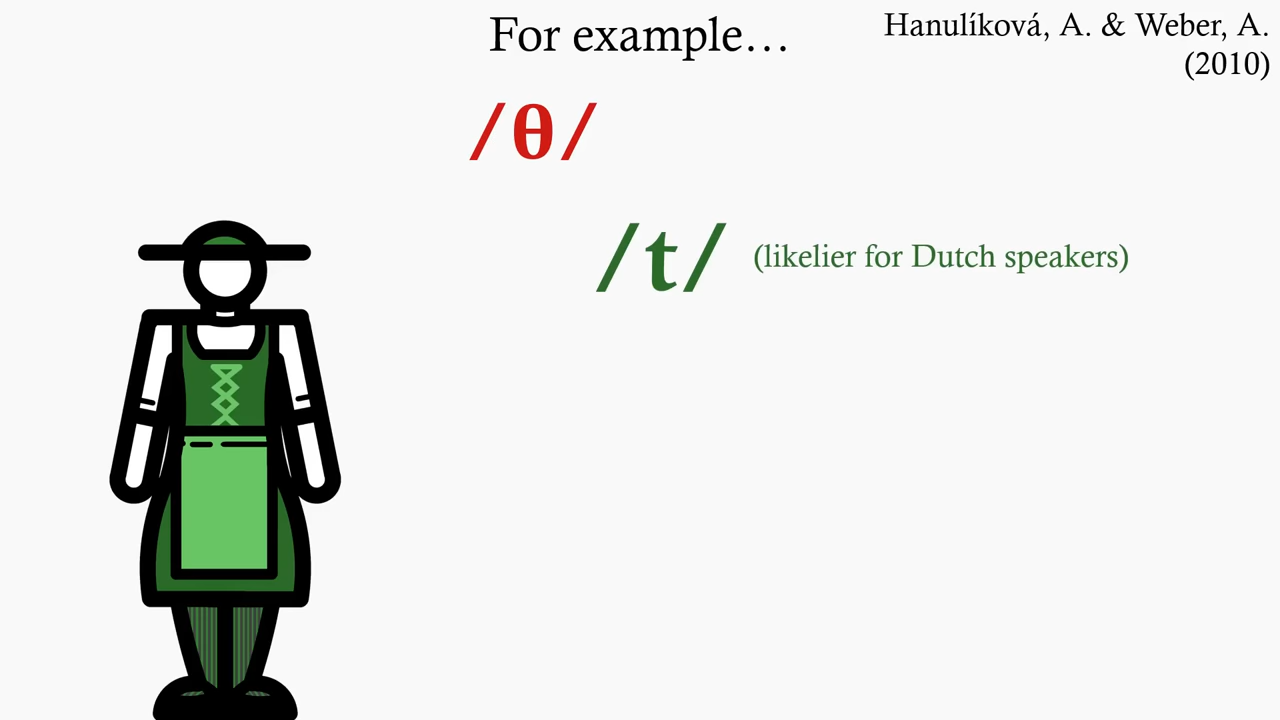 For example…
Hanulíková, A. & Weber, A.
(2010)
/θ/
/t/ (likelier for Dutch speakers)